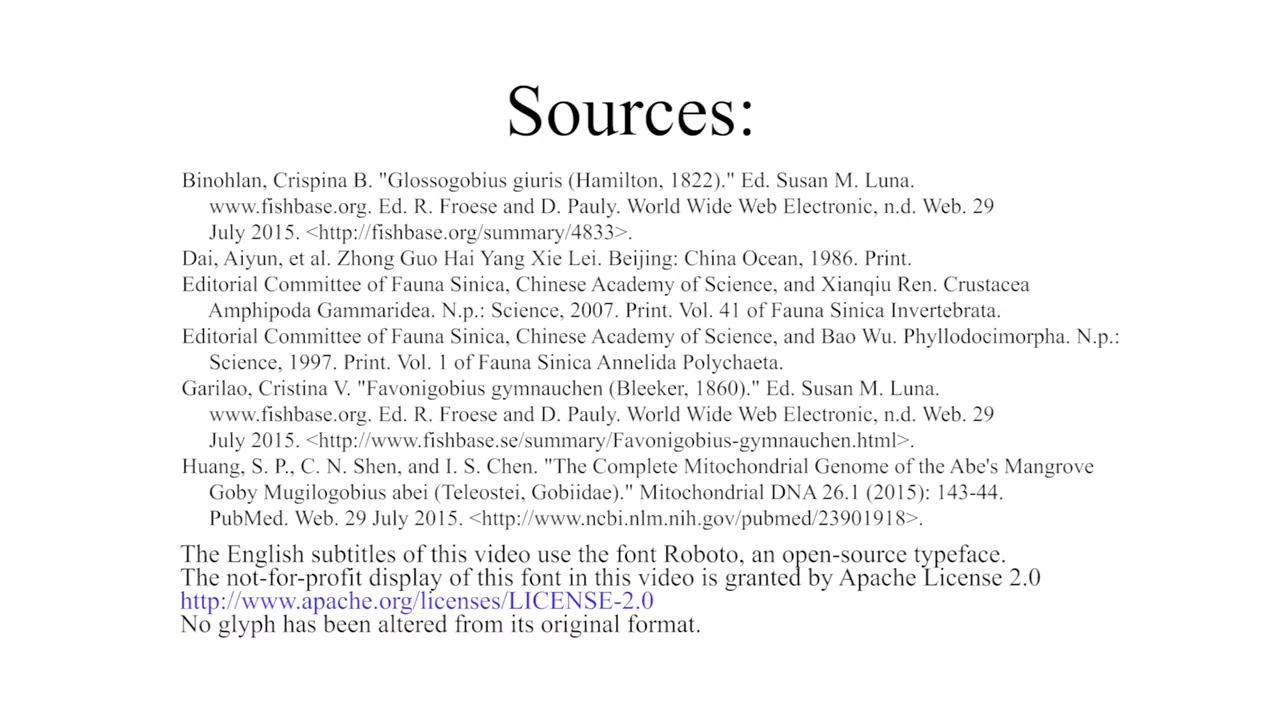 Sources:
Binohlan, Crispina B. "Glossogobius giuris (Hamilton, 1822)." Ed. Susan M. Luna.
www.fishbase.org. Ed. R. Froese and D. Pauly. World Wide Web Electronic, n.d. Web. 29
July 2015. <http://fishbase.org/summary/4833>.
Dai, Aiyun, et al. Zhong Guo Hai Yang Xie Lei. Beijing: China Ocean, 1986. Print.
Editorial Committee of Fauna Sinica, Chinese Academy of Science, and Xianqiu Ren. Crustacea
Amphipoda Gammaridea. N.p.: Science, 2007. Print. Vol. 41 of Fauna Sinica Invertebrata.
Editorial Committee of Fauna Sinica, Chinese Academy of Science, and Bao Wu. Phyllodocimorpha. N.p.:
Science, 1997. Print. Vol. 1 of Fauna Sinica Annelida Polychaeta.
Garilao, Cristina V. "Favonigobius gymnauchen (Bleeker, 1860)." Ed. Susan M. Luna.
www.fishbase.org. Ed. R. Froese and D. Pauly. World Wide Web Electronic, n.d. Web. 29
July 2015. <http://www.fishbase.se/summary/Favonigobius-gymnauchen.html>.
Huang, S. P., C. N. Shen, and I. S. Chen. "The Complete Mitochondrial Genome of the Abe's Mangrove
Goby Mugilogobius abei (Teleostei, Gobiidae)." Mitochondrial DNA 26.1 (2015): 143-44.
PubMed. Web. 29 July 2015. <http://www.ncbi.nlm.nih.gov/pubmed/23901918>.
The English subtitles of this video use the font Roboto, an open-source typeface.
The not-for-profit display of this font in this video is granted by Apache License 2.0
http://www.apache.org/licenses/LICENSE-2.0
No glyph has been altered from its original format.